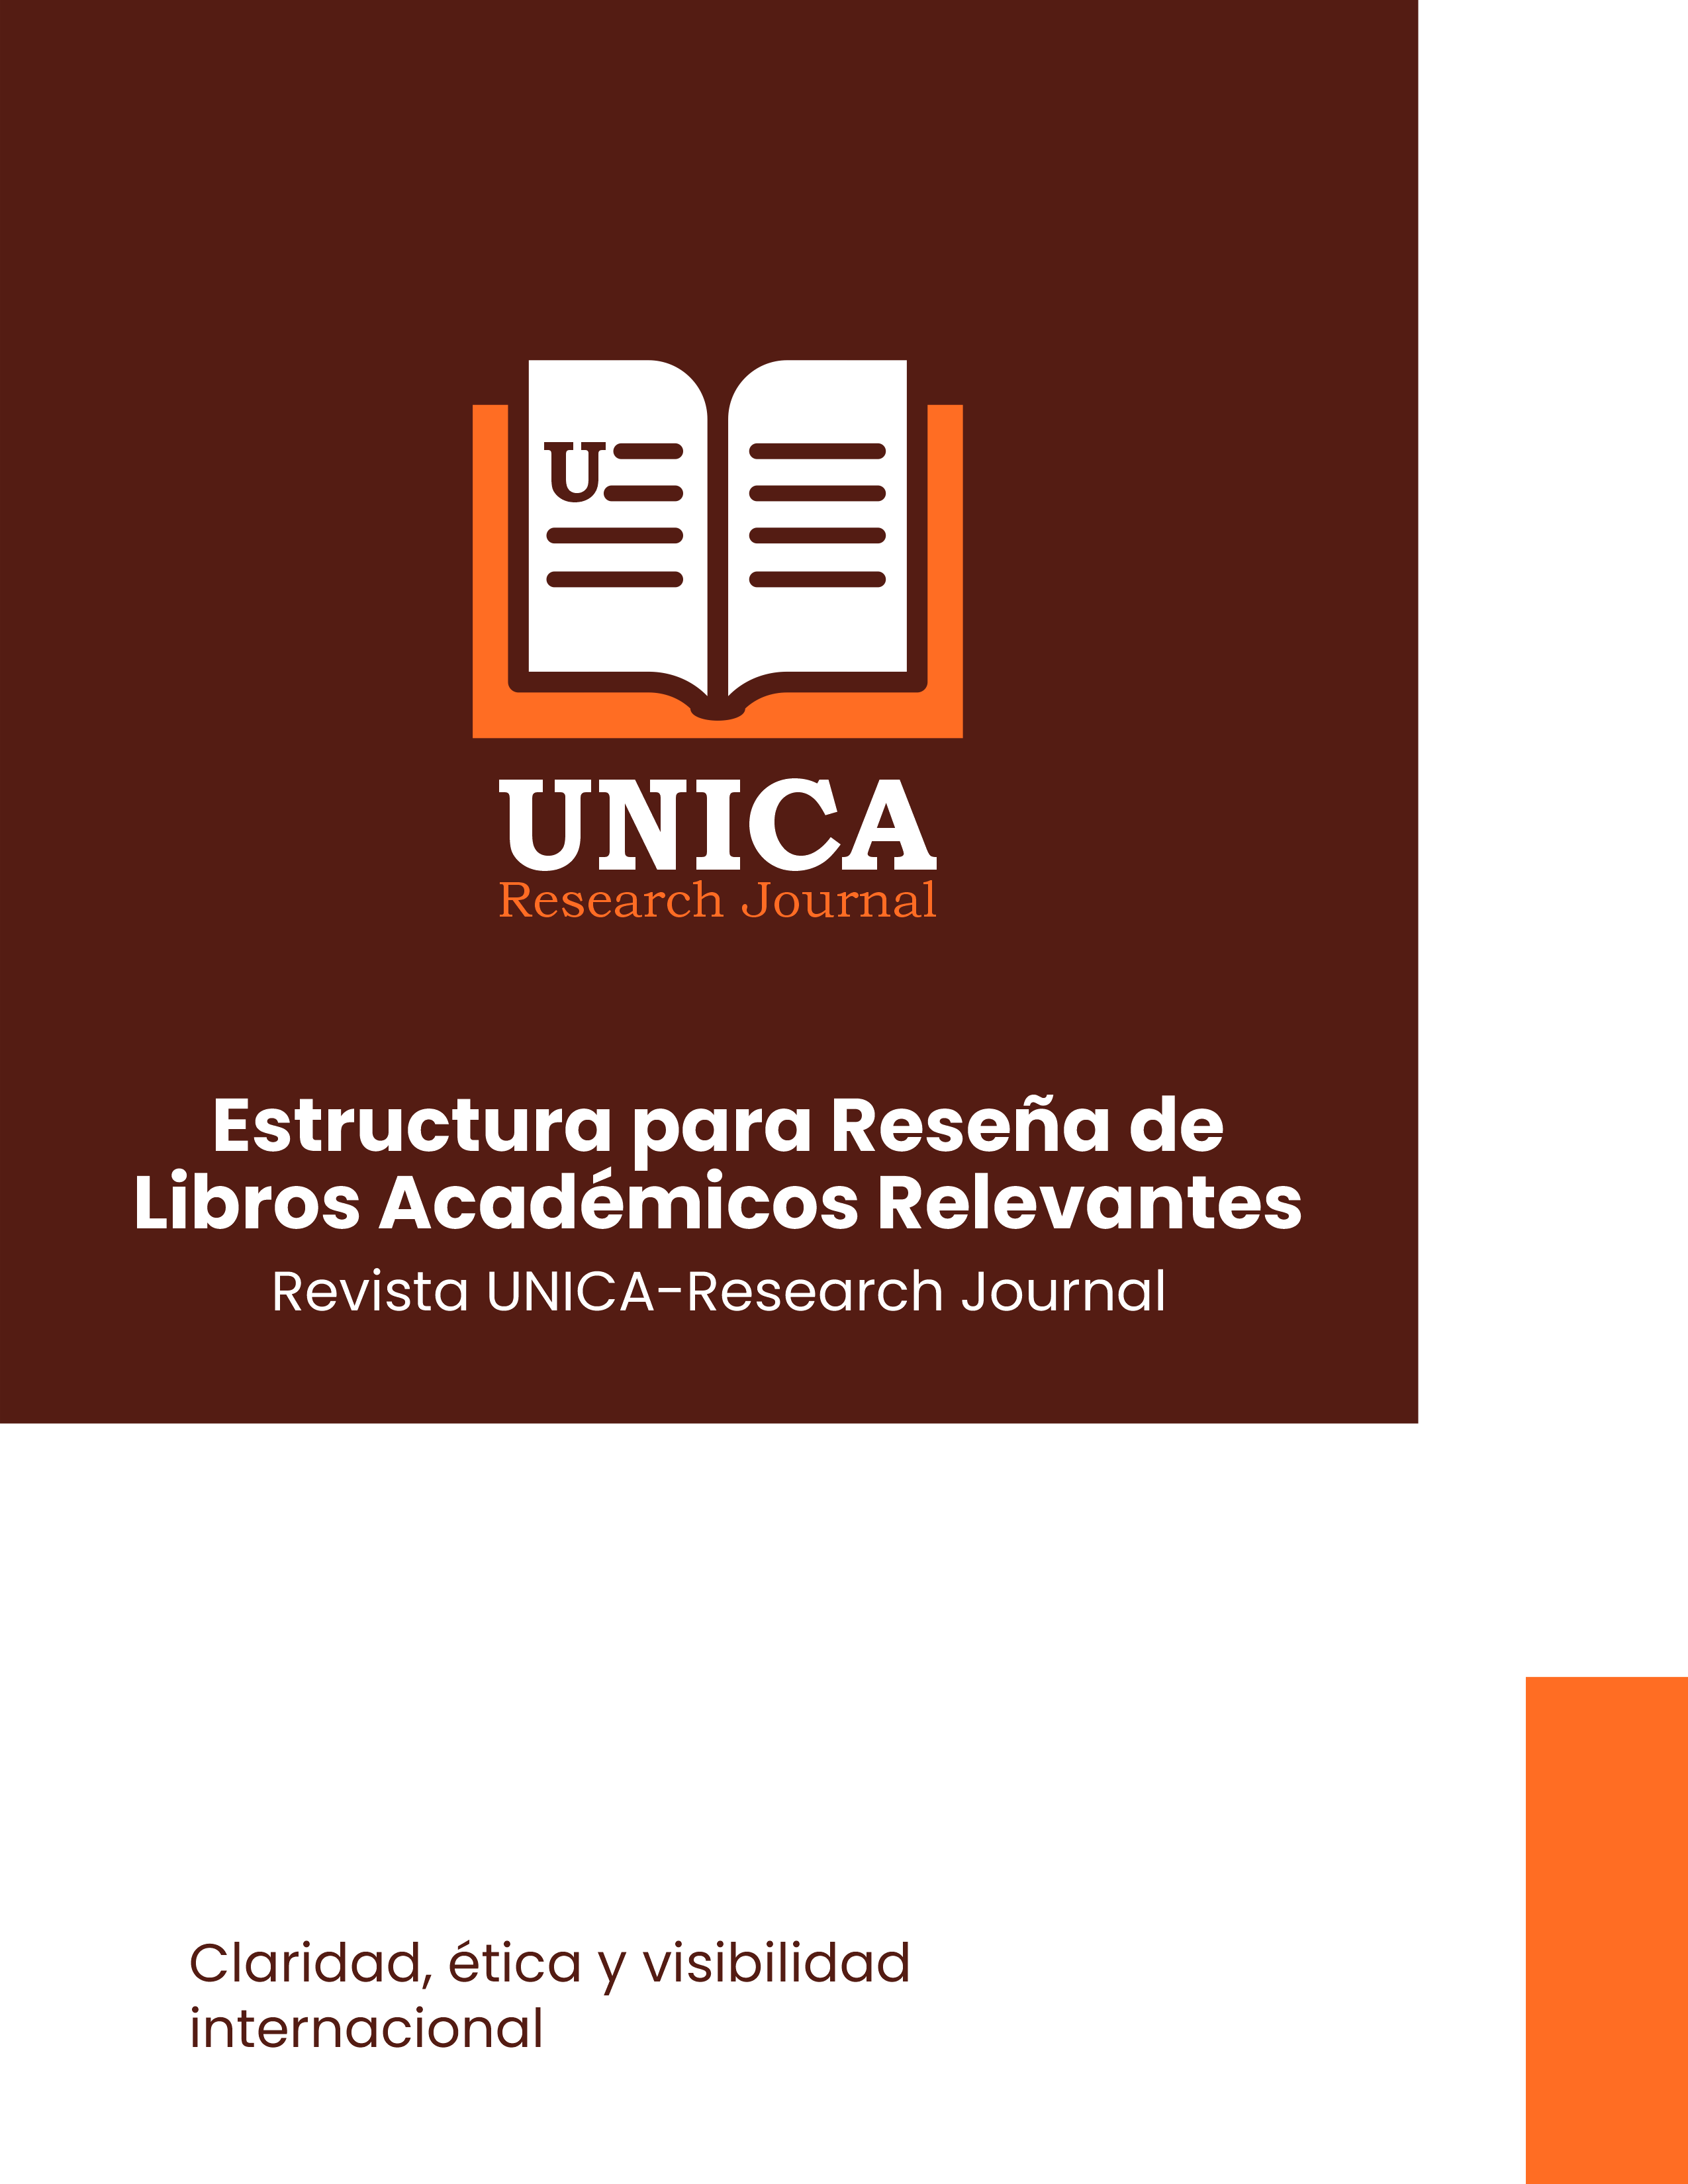 U
UNICA
Research Journal
Estructura para Reseña de
Libros Académicos Relevantes
Revista UNICA-Research Journal
Claridad, ética y visibilidad
internacional